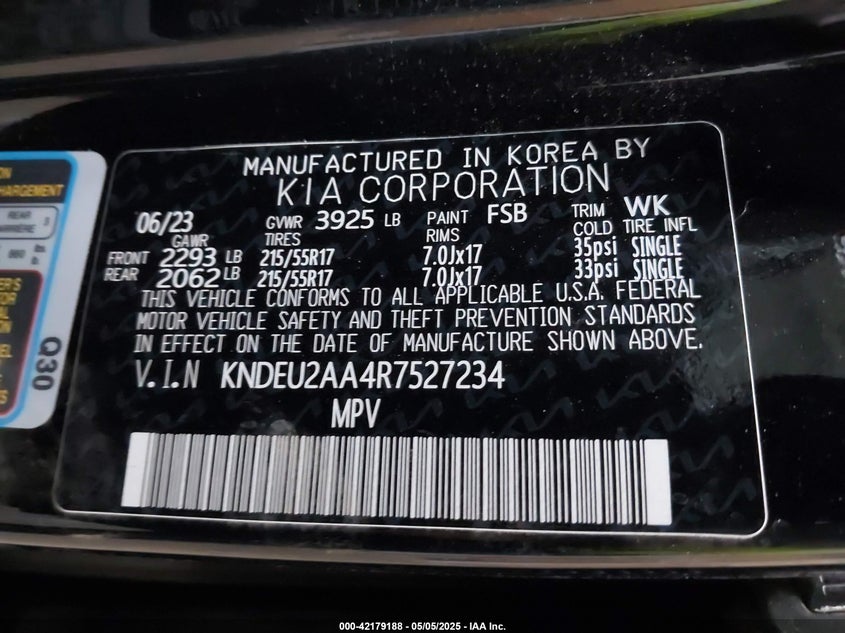 MANUFACTURED IN KOREA BY
KIA CORPORATION
06/23 GVWR 3925 LB PAINT FSB TRIM WK
GAWR TIRES RIMS COLD TIRE INFL
FRONT 2293 LB 215/55R17 7.0Jx17 35psi SINGLE
REAR 2062 LB 215/55R17 7.0Jx17 33psi SINGLE
THIS VEHICLE CONFORMS TO ALL APPLICABLE U.S.A. FEDERAL
MOTOR VEHICLE SAFETY AND THEFT PREVENTION STANDARDS
IN EFFECT ON THE DATE OF MANUFACTURE SHOWN ABOVE.
V.I.N KNDEU2AA4R7527234
MPV
REAR
Q30
000-42179188 - 05/05/2025 - IAA Inc.